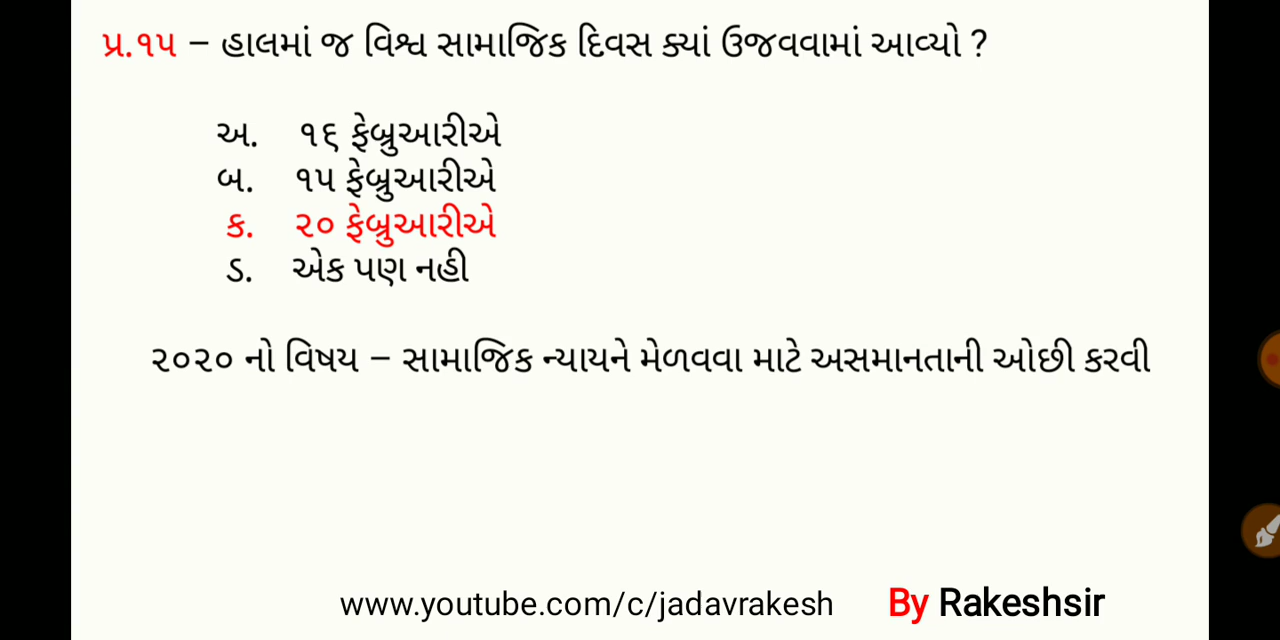 પ્ર.૧૫ – હાલમાં જ વિશ્વ સામાજિક દિવસ ક્યાં ઉજવવામાં આવ્યો ?
અ. ૧૬ ફેબ્રુઆરીએ
બ. ૧૫ ફેબ્રુઆરીએ
ક. ૨૦ ફેબ્રુઆરીએ
ડ. એક પણ નહી
૨૦૨૦ નો વિષય – સામાજિક ન્યાયને મેળવવા માટે અસમાનતાની ઓછી કરવી
www.youtube.com/c/jadavrakesh By Rakeshsir